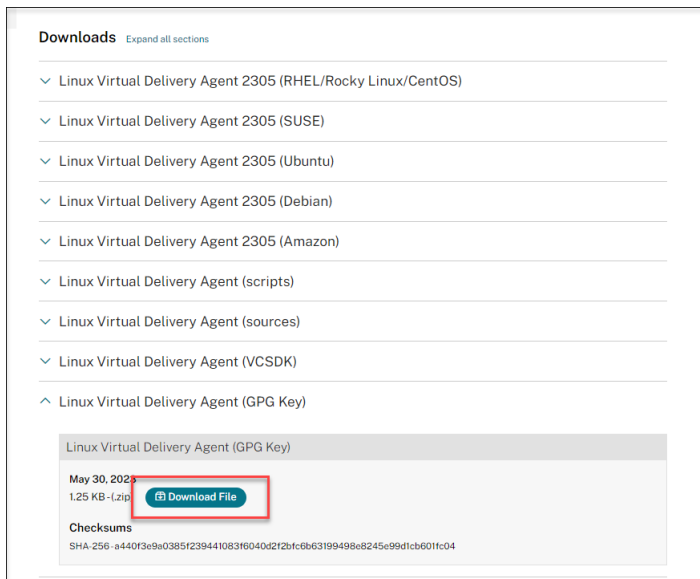 Downloads Expand all sections
Linux Virtual Delivery Agent 2305 (RHEL/Rocky Linux/CentOS)
Linux Virtual Delivery Agent 2305 (SUSE)
Linux Virtual Delivery Agent 2305 (Ubuntu)
Linux Virtual Delivery Agent 2305 (Debian)
Linux Virtual Delivery Agent 2305 (Amazon)
Linux Virtual Delivery Agent (scripts)
Linux Virtual Delivery Agent (sources)
Linux Virtual Delivery Agent (VCSDK)
Linux Virtual Delivery Agent (GPG Key)
Linux Virtual Delivery Agent (GPG Key)
May 30, 2023
1.25 KB - (.zip) Download File
Checksums
SHA-256 - a440f3e9a0385f239441083f6040d2f2bfc6b63199498e8245e99d1cb601fc04